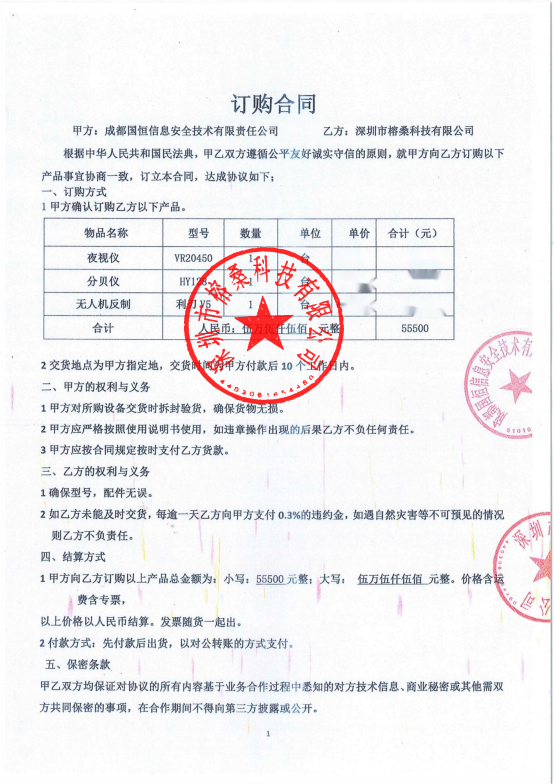 订购合同
甲方：成都国恒信息安全技术有限责任公司 乙方：深圳市榕桑科技有限公司
根据中华人民共和国民法典，甲乙双方遵循公平友好诚实守信的原则，就甲方向乙方订购以下
产品事宜协商一致，订立本合同，达成协议如下；
一、订购方式
1 甲方确认订购乙方以下产品。
物品名称 型号 数量 单位 单价 合计（元）
夜视仪 VR20450 1 台
分贝仪 HY128 1 台
无人机反制 利刃V5 1 台
合计 人民币：伍万伍仟伍佰 元整 55500
深圳市榕桑科技有限公司
2 交货地点为甲方指定地，交货时间为甲方付款后 10 个工作日内。
国恒信息安全技术有
二、甲方的权利与义务
1 甲方对所购设备交货时拆封验货，确保货物无损。
2 甲方应严格按照使用说明书使用，如违章操作出现的后果乙方不负任何责任。
3 甲方应按合同规定按时支付乙方货款。
三、乙方的权利与义务
1 确保型号，配件无误。
2 如乙方未能及时交货，每逾一天乙方向甲方支付 0.3%的违约金，如遇自然灾害等不可预见的情况
则乙方不负责任。
深圳
公司
四、结算方式
1 甲方向乙方订购以上产品总金额为：小写：55500 元整；大写： 伍万伍仟伍佰 元整。价格含运
费含专票，
以上价格以人民币结算。发票随货一起出。
2 付款方式：先付款后出货，以对公转账的方式支付。
五、保密条款
甲乙双方均保证对协议的所有内容基于业务合作过程中悉知的对方技术信息、商业秘密或其他需双
方共同保密的事项，在合作期间不得向第三方披露或公开。
1